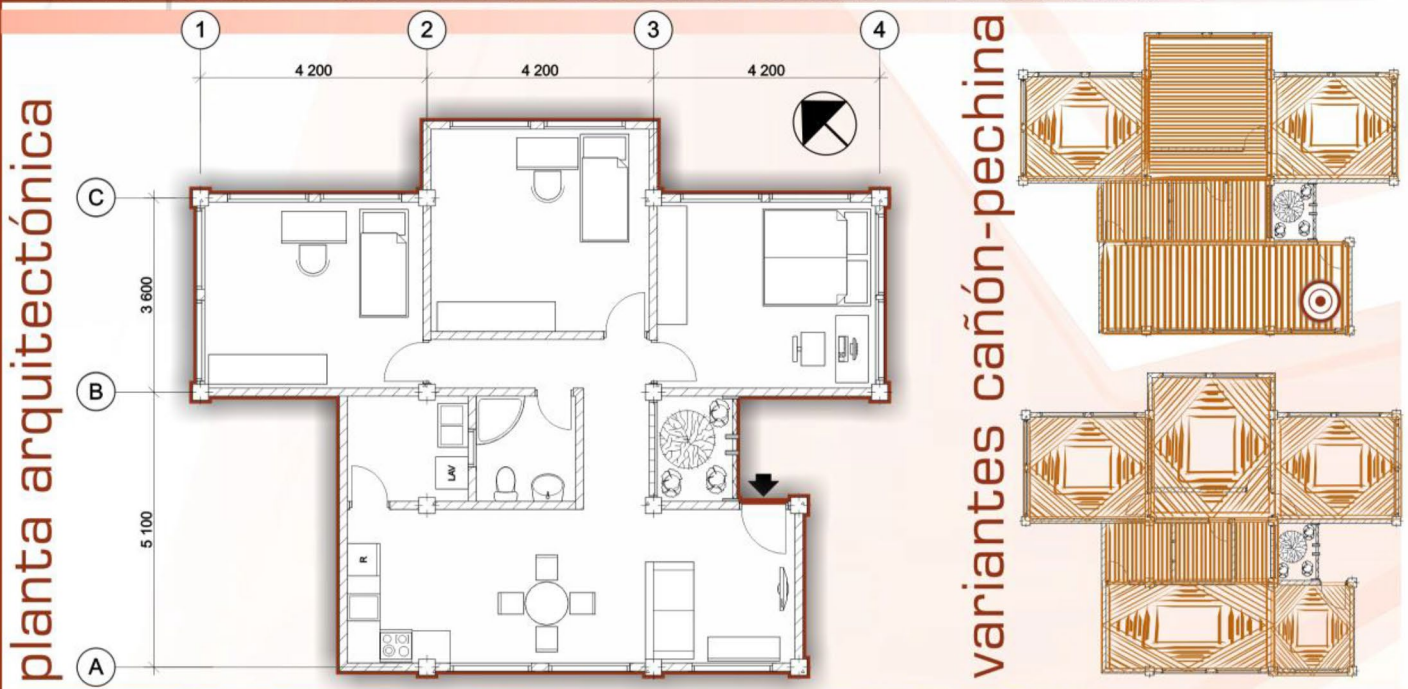 planta arquitectónica
1 2 3 4
4 200 4 200 4 200
C
3 600
B
LAV
5 100
R
A
variantes cañón-pechina